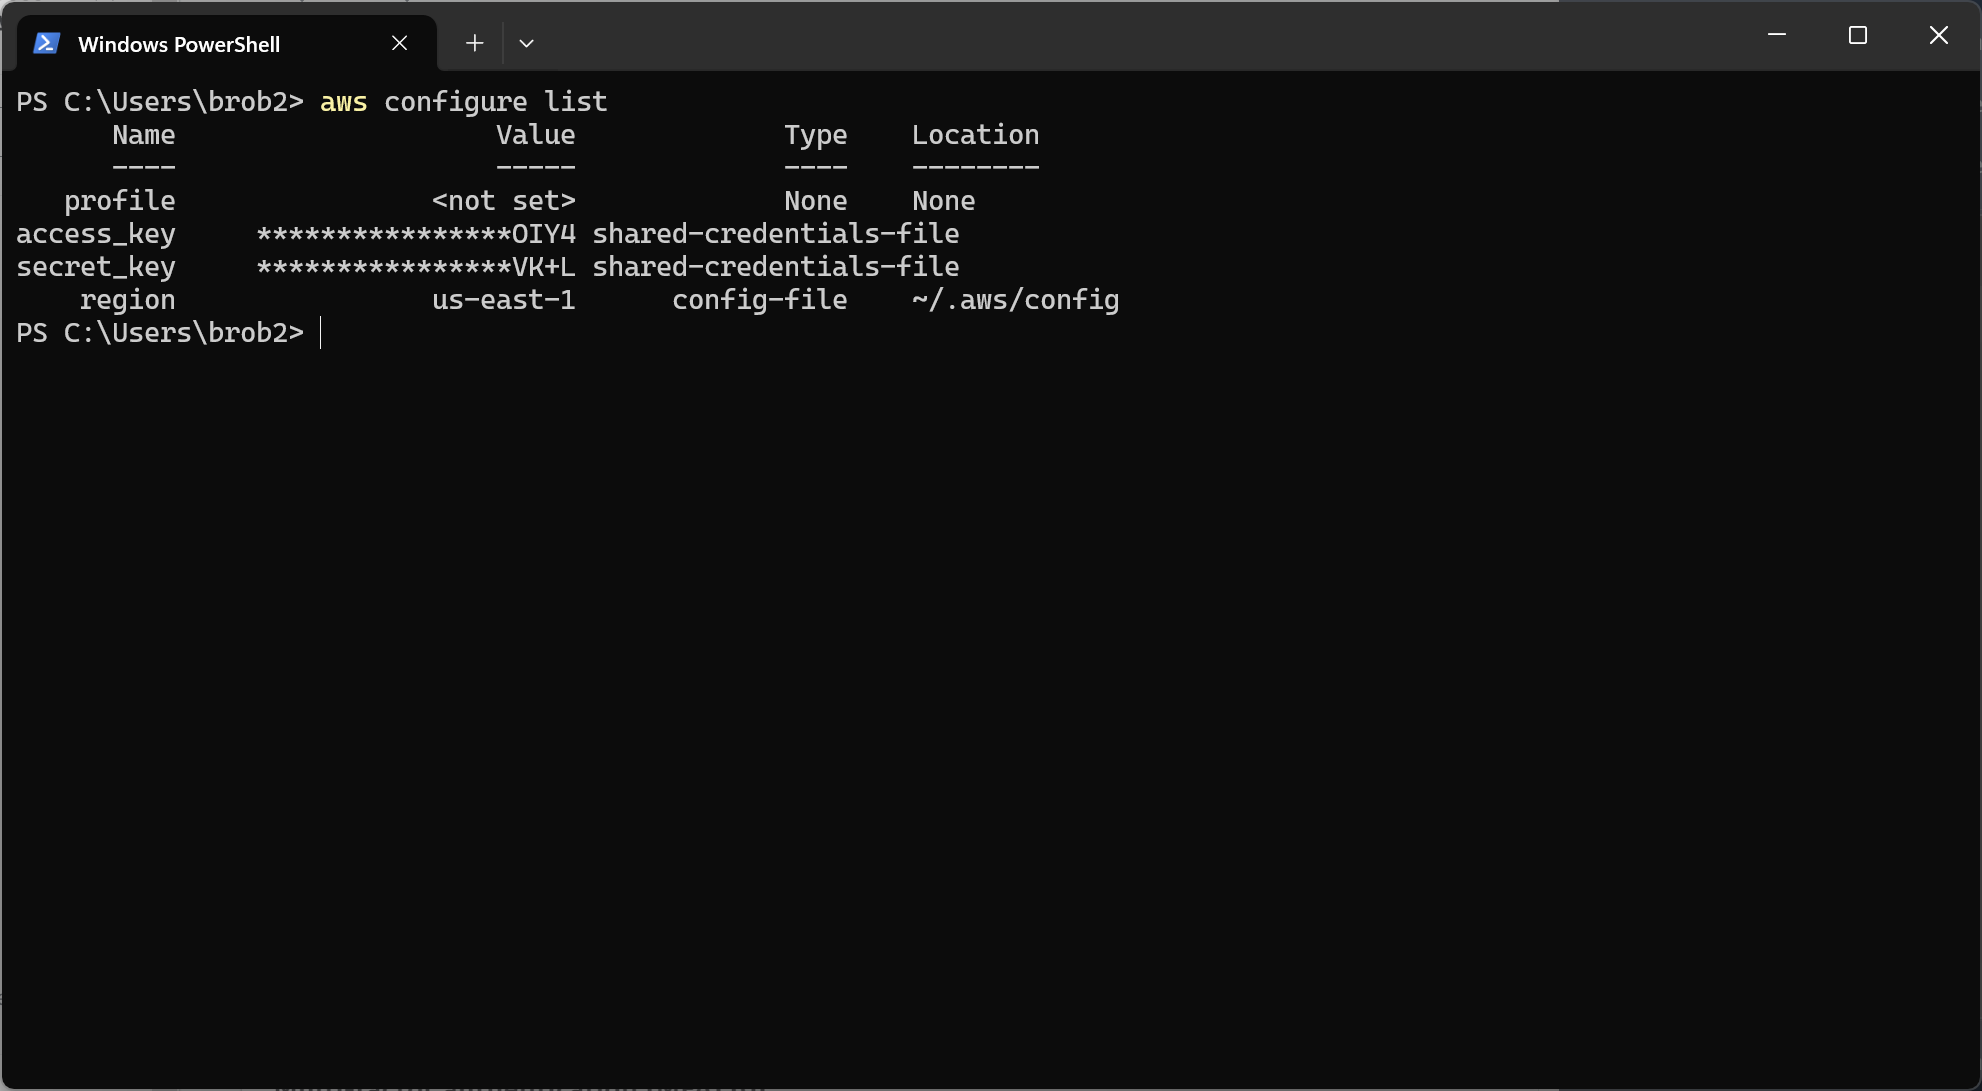 Windows PowerShell
PS C:\Users\brob2> aws configure list
      Name                    Value             Type    Location
      ----                    -----             ----    --------
   profile                <not set>             None    None
access_key     ****************OIY4 shared-credentials-file
secret_key     ****************VK+L shared-credentials-file
    region                us-east-1      config-file    ~/.aws/config
PS C:\Users\brob2>